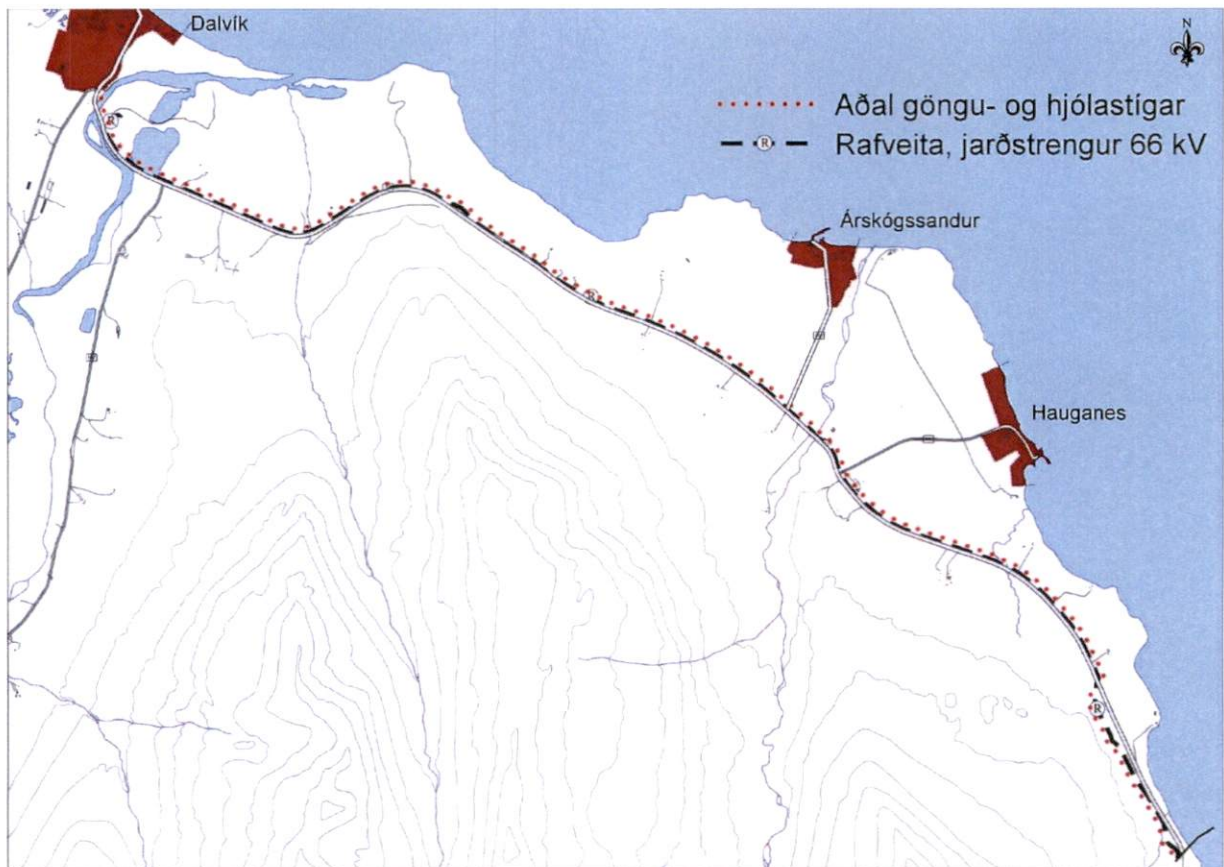 Dalvík
N
Aðal göngu- og hjólastígar
R
Rafveita, jarðstrengur 66 kV
R
Árskógssandur
R
Hauganes
R